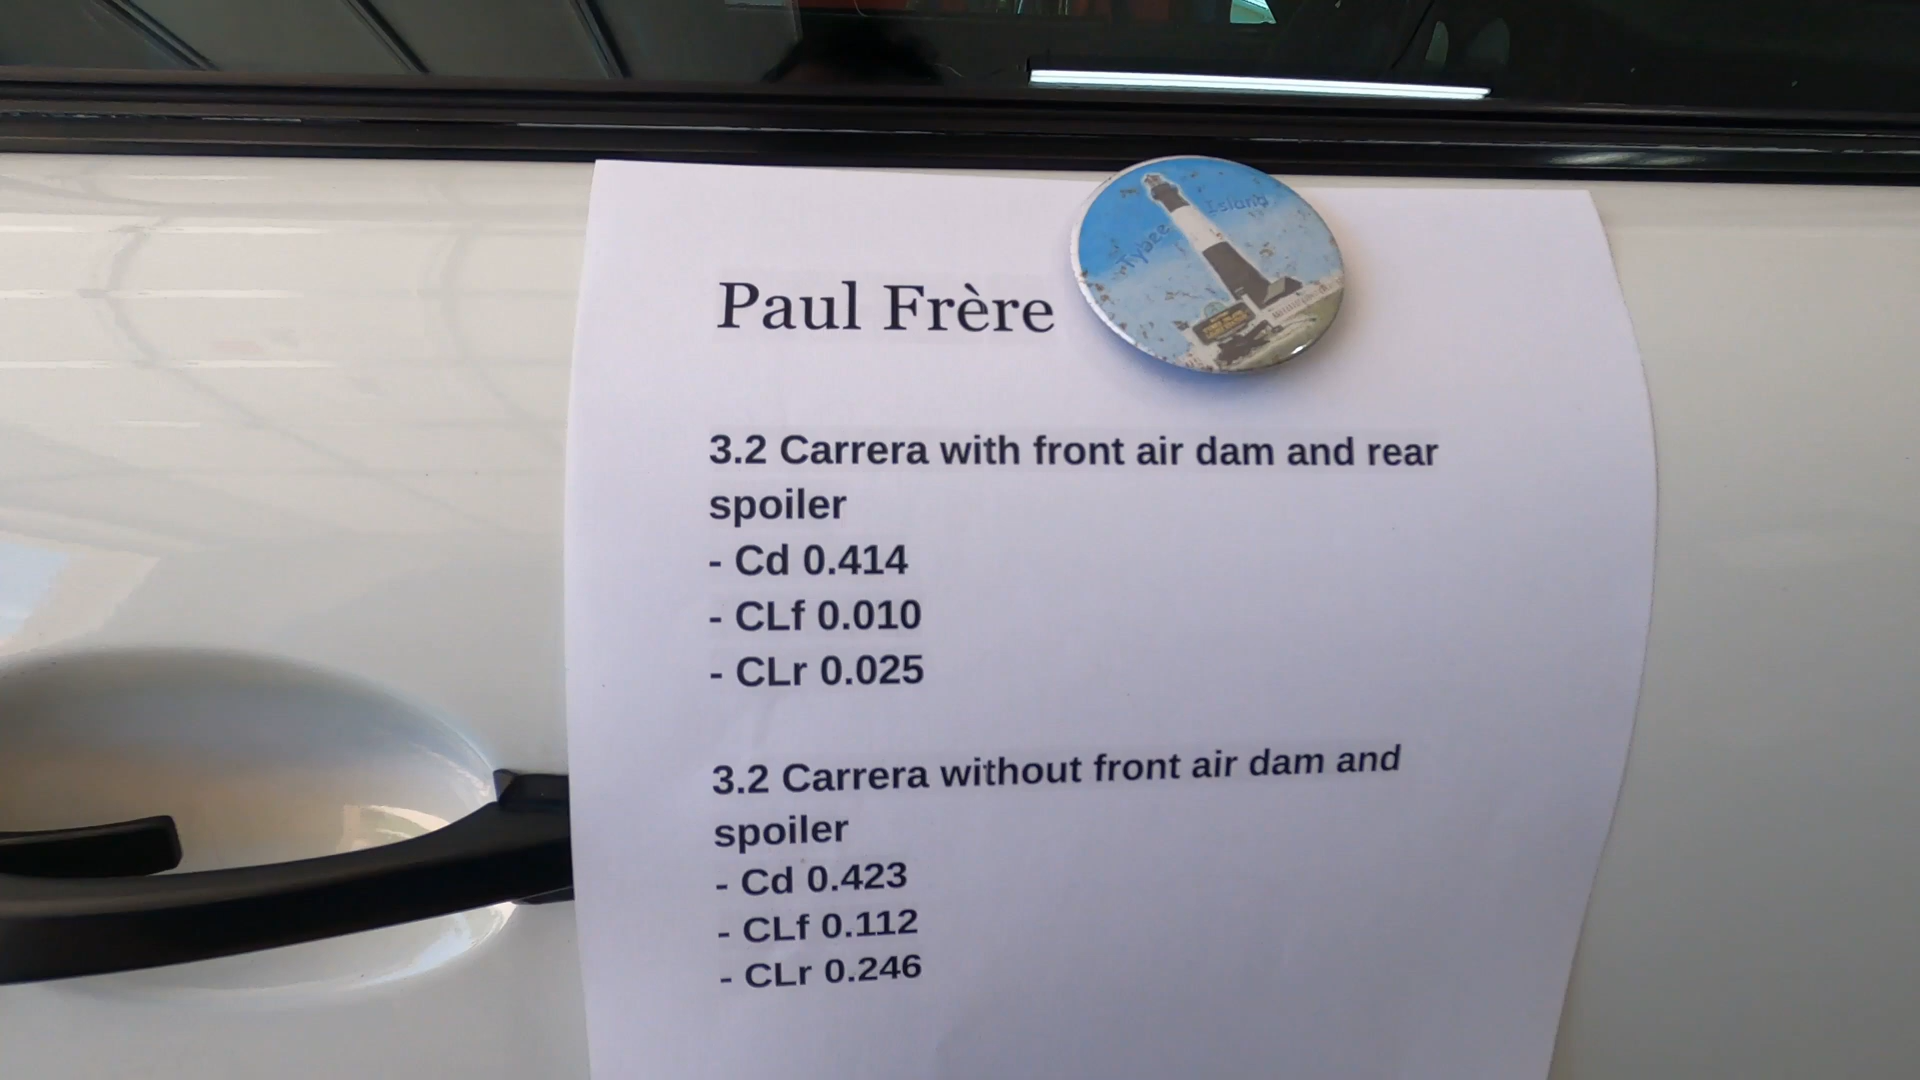 Tybee Island
Paul Frère
3.2 Carrera with front air dam and rear
spoiler
- Cd 0.414
- CLf 0.010
- CLr 0.025
3.2 Carrera without front air dam and
spoiler
- Cd 0.423
- CLf 0.112
- CLr 0.246